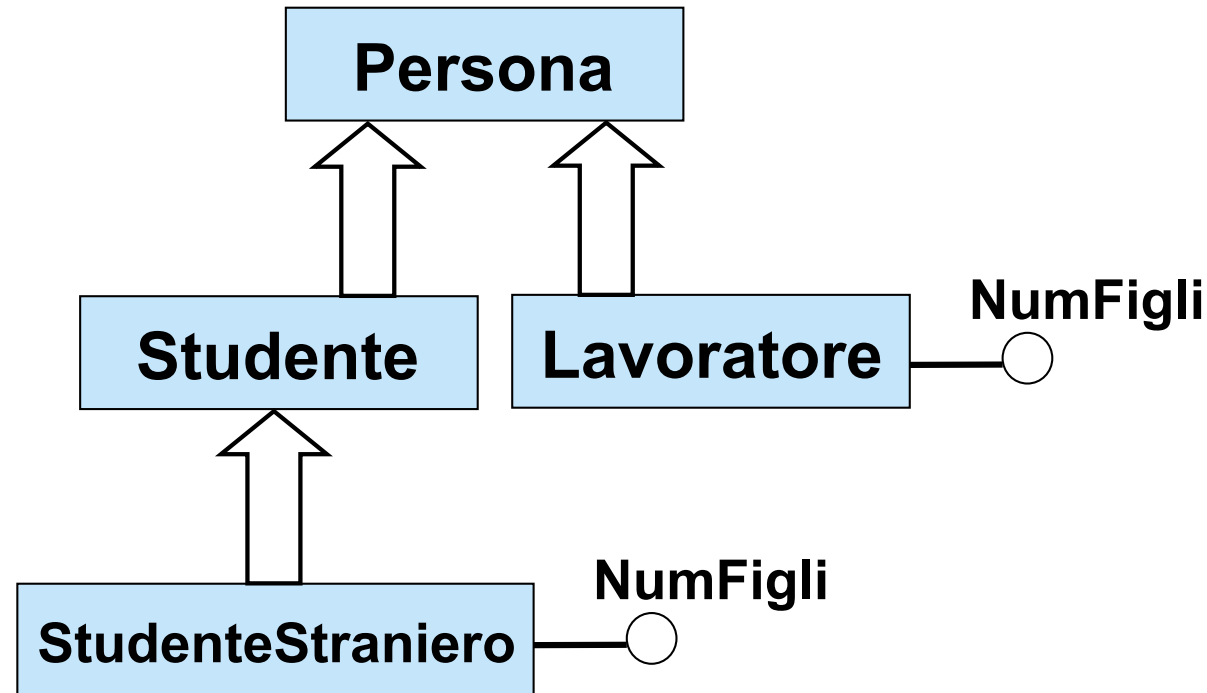 Persona
Studente
Lavoratore
NumFigli
StudenteStraniero
NumFigli